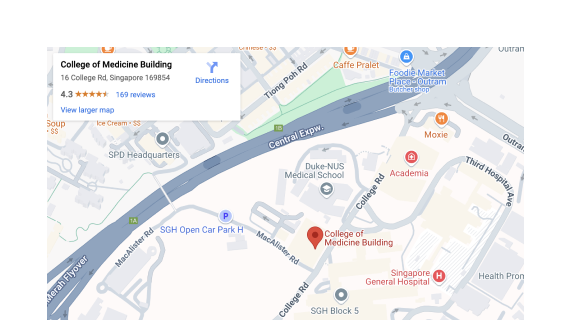 College of Medicine Building
16 College Rd, Singapore 169854
4.3 ★★★★★ 169 reviews
View larger map
Directions
Chinese • $$
Caffe Pralet
Foodie Market
Place-Outram
Butcher shop
Outran
Tiong Poh Rd
Soup
• $$
Ice Cream • $$
1B
Central Expw.
Moxie
SPD Headquarters
Outram
Duke-NUS
Medical School
Academia
Third Hospital Ave
College Rd
1A
SGH Open Car Park H
MacAlister Rd
MacAlister Rd
College of
Medicine Building
Merah Flyover
Singapore
General Hospital
Health Pron
College Rd
SGH Block 5